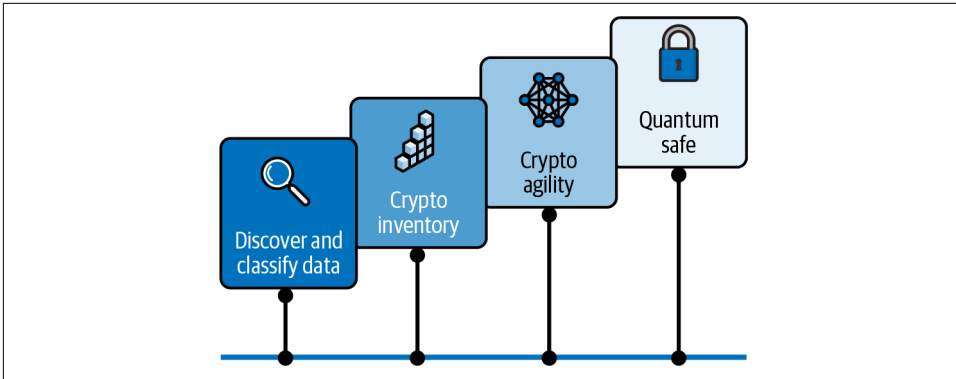 Discover and
classify data
Crypto
inventory
Crypto
agility
Quantum
safe